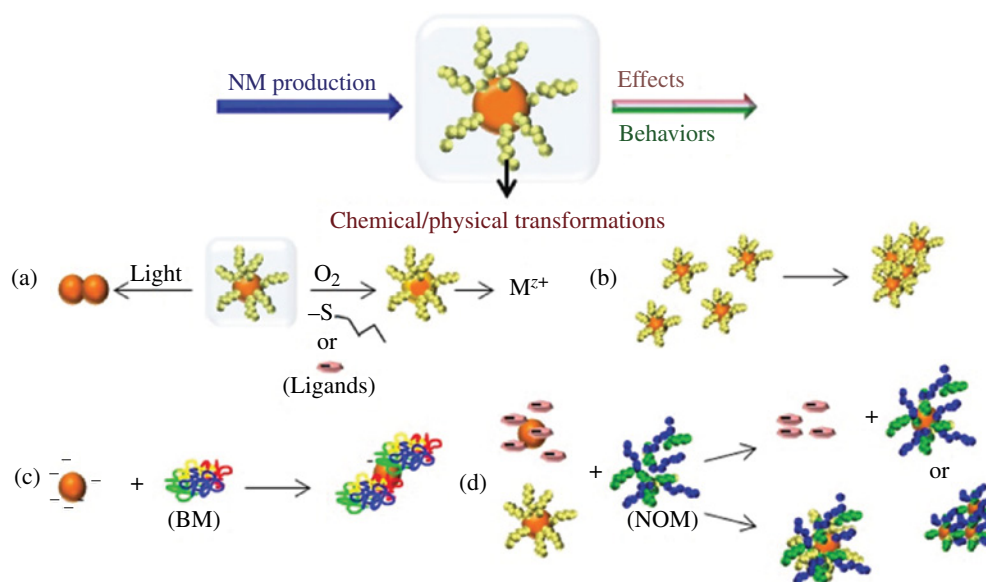 NM production
Effects
Behaviors
Chemical/physical transformations
(a)
Light
O₂
–S
or
(Ligands)
Mᶻ⁺
(b)
(c)
+
(BM)
(d)
+
(NOM)
+
or